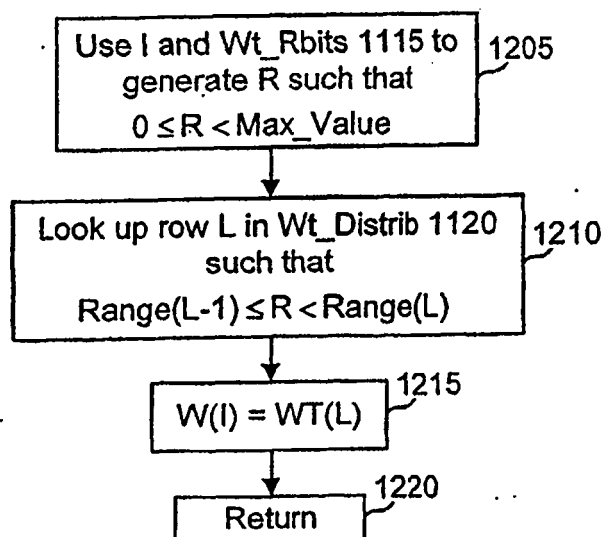 Use I and Wt_Rbits 1115 to
generate R such that
0 ≤ R < Max_Value
1205
Look up row L in Wt_Distrib 1120
such that
Range(L-1) ≤ R < Range(L)
1210
W(I) = WT(L)
1215
Return
1220